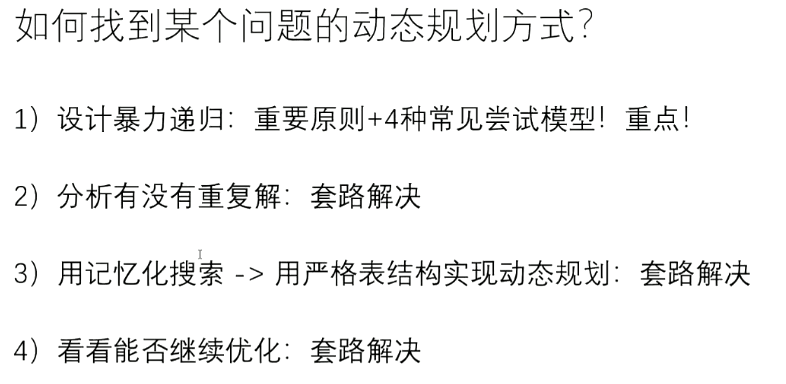 如何找到某个问题的动态规划方式？
1）设计暴力递归：重要原则+4种常见尝试模型！重点！
2）分析有没有重复解：套路解决
3）用记忆化搜索 -> 用严格表结构实现动态规划：套路解决
4）看看能否继续优化：套路解决